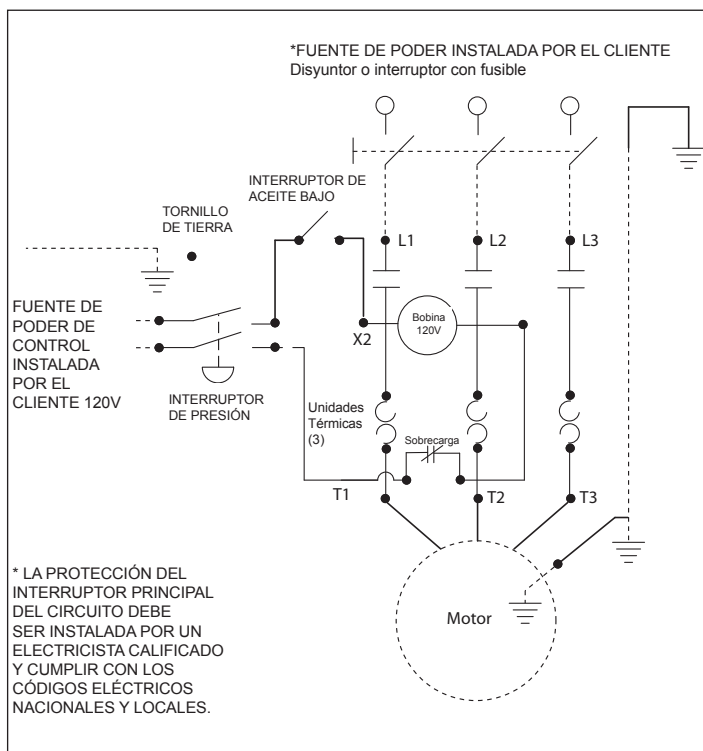 *FUENTE DE PODER INSTALADA POR EL CLIENTE
Disyuntor o interruptor con fusible
INTERRUPTOR DE
ACEITE BAJO
TORNILLO
DE TIERRA
L1
L2
L3
FUENTE DE
PODER DE
CONTROL
INSTALADA
POR EL
CLIENTE 120V
X2
Bobina
120V
INTERRUPTOR
DE PRESIÓN
Unidades
Térmicas
(3)
Sobrecarga
T1
T2
T3
* LA PROTECCIÓN DEL
INTERRUPTOR PRINCIPAL
DEL CIRCUITO DEBE
SER INSTALADA POR UN
ELECTRICISTA CALIFICADO
Y CUMPLIR CON LOS
CÓDIGOS ELÉCTRICOS
NACIONALES Y LOCALES.
Motor